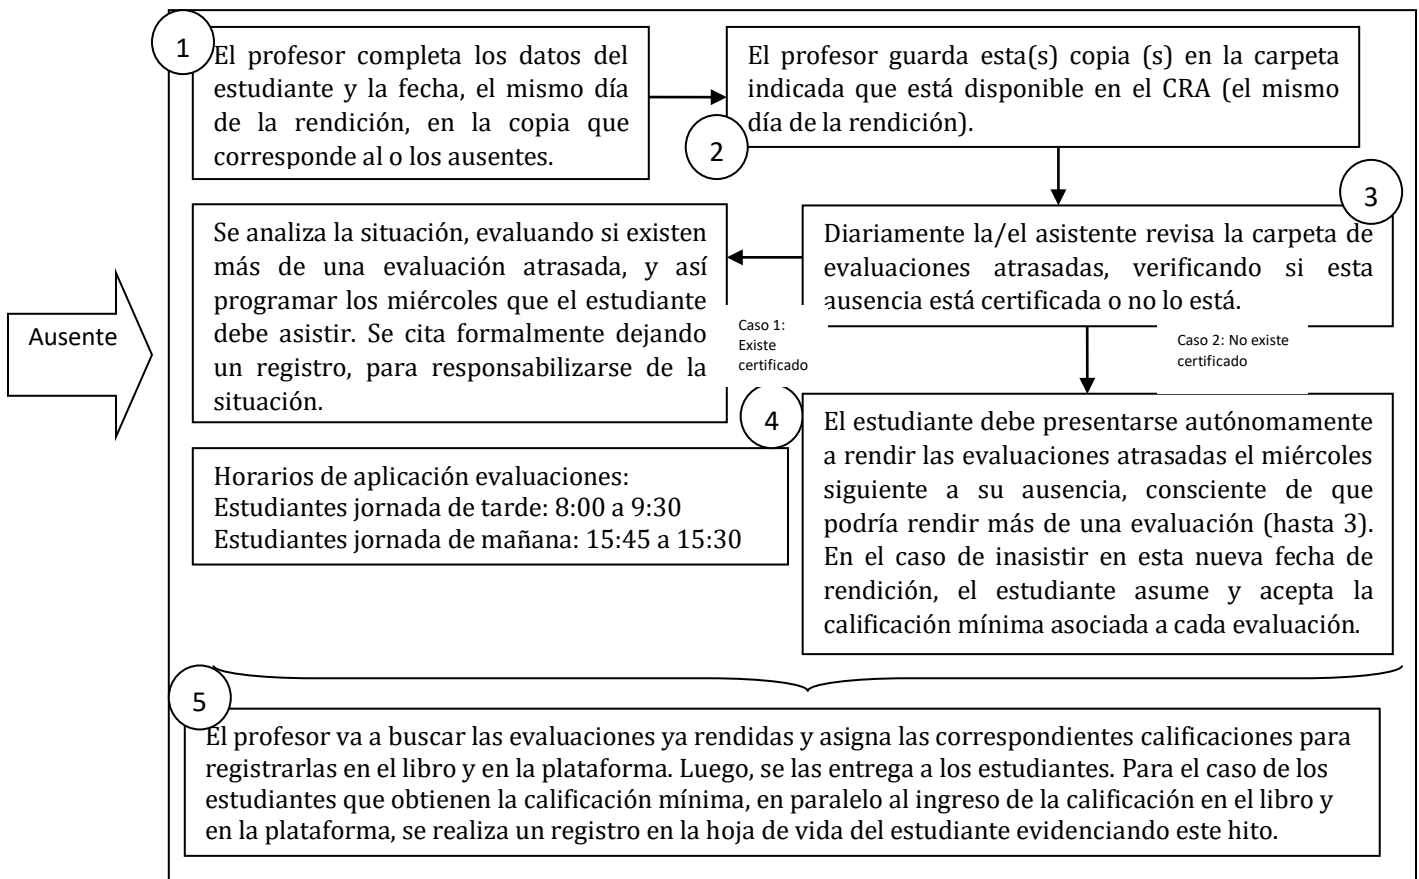 Ausente
1
El profesor completa los datos del
estudiante y la fecha, el mismo día
de la rendición, en la copia que
corresponde al o los ausentes.
El profesor guarda esta(s) copia (s) en la carpeta
indicada que está disponible en el CRA (el mismo
día de la rendición).
2
3
Diariamente la/el asistente revisa la carpeta de
evaluaciones atrasadas, verificando si esta
ausencia está certificada o no lo está.
Caso 1:
Existe
certificado
Se analiza la situación, evaluando si existen
más de una evaluación atrasada, y así
programar los miércoles que el estudiante
debe asistir. Se cita formalmente dejando
un registro, para responsabilizarse de la
situación.
Caso 2: No existe
certificado
4
El estudiante debe presentarse autónomamente
a rendir las evaluaciones atrasadas el miércoles
siguiente a su ausencia, consciente de que
podría rendir más de una evaluación (hasta 3).
En el caso de inasistir en esta nueva fecha de
rendición, el estudiante asume y acepta la
calificación mínima asociada a cada evaluación.
Horarios de aplicación evaluaciones:
Estudiantes jornada de tarde: 8:00 a 9:30
Estudiantes jornada de mañana: 15:45 a 15:30
5
El profesor va a buscar las evaluaciones ya rendidas y asigna las correspondientes calificaciones para
registrarlas en el libro y en la plataforma. Luego, se las entrega a los estudiantes. Para el caso de los
estudiantes que obtienen la calificación mínima, en paralelo al ingreso de la calificación en el libro y
en la plataforma, se realiza un registro en la hoja de vida del estudiante evidenciando este hito.